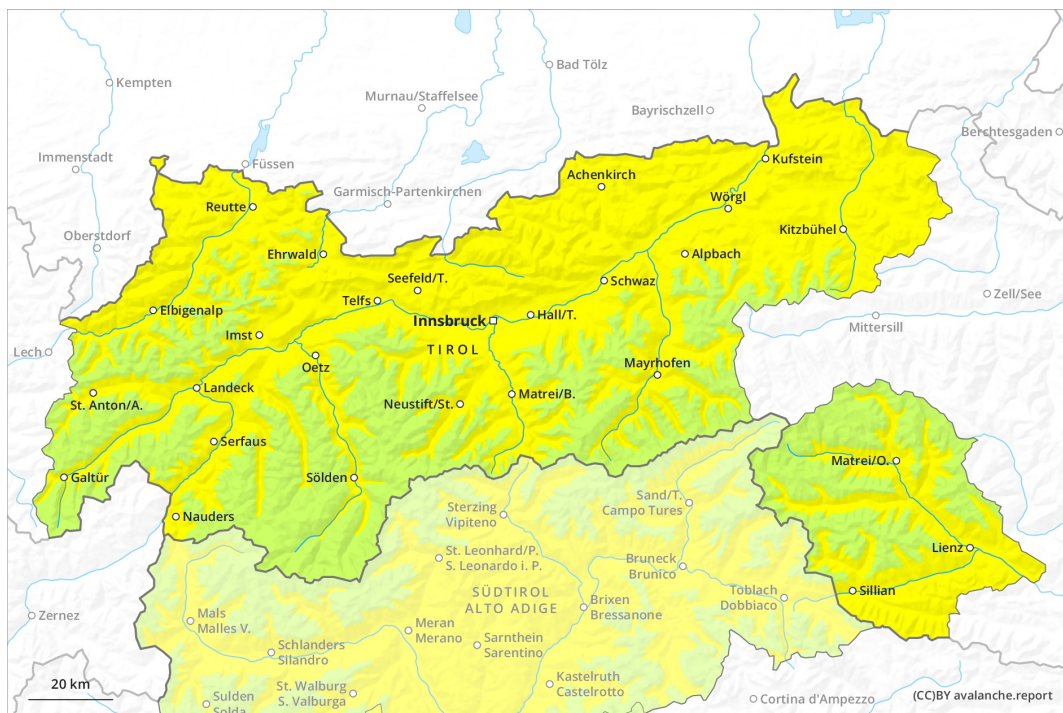 Kempten
Bad Tölz
Murnau/Staffelsee
Bayrischzell
Berchtesgaden
Immenstadt
Füssen
Kufstein
Garmisch-Partenkirchen
Achenkirch
Reutte
Wörgl
Oberstdorf
Kitzbühel
Ehrwald
Alpbach
Seefeld/T.
Schwaz
Zell/See
Telfs
Elbigenalp
Innsbruck
Hall/T.
Mittersill
Imst
TIROL
Lech
Oetz
Mayrhofen
Landeck
St. Anton/A.
Neustift/St.
Matrei/B.
Serfaus
Matrei/O.
Galtür
Sölden
Sterzing
Vipiteno
Sand/T.
Campo Tures
Nauders
Lienz
St. Leonhard/P.
S. Leonardo i. P.
Bruneck
Brunico
SÜDTIROL
ALTO ADIGE
Sillian
Toblach
Dobbiaco
Zernez
Mals
Malles V.
Brixen
Bressanone
Meran
Merano
Schlanders
Silandro
Sarnthein
Sarentino
20 km
St. Walburg
S. Valburga
Kastelruth
Castelrotto
Sulden
Solda
Cortina d'Ampezzo
(CC)BY avalanche.report